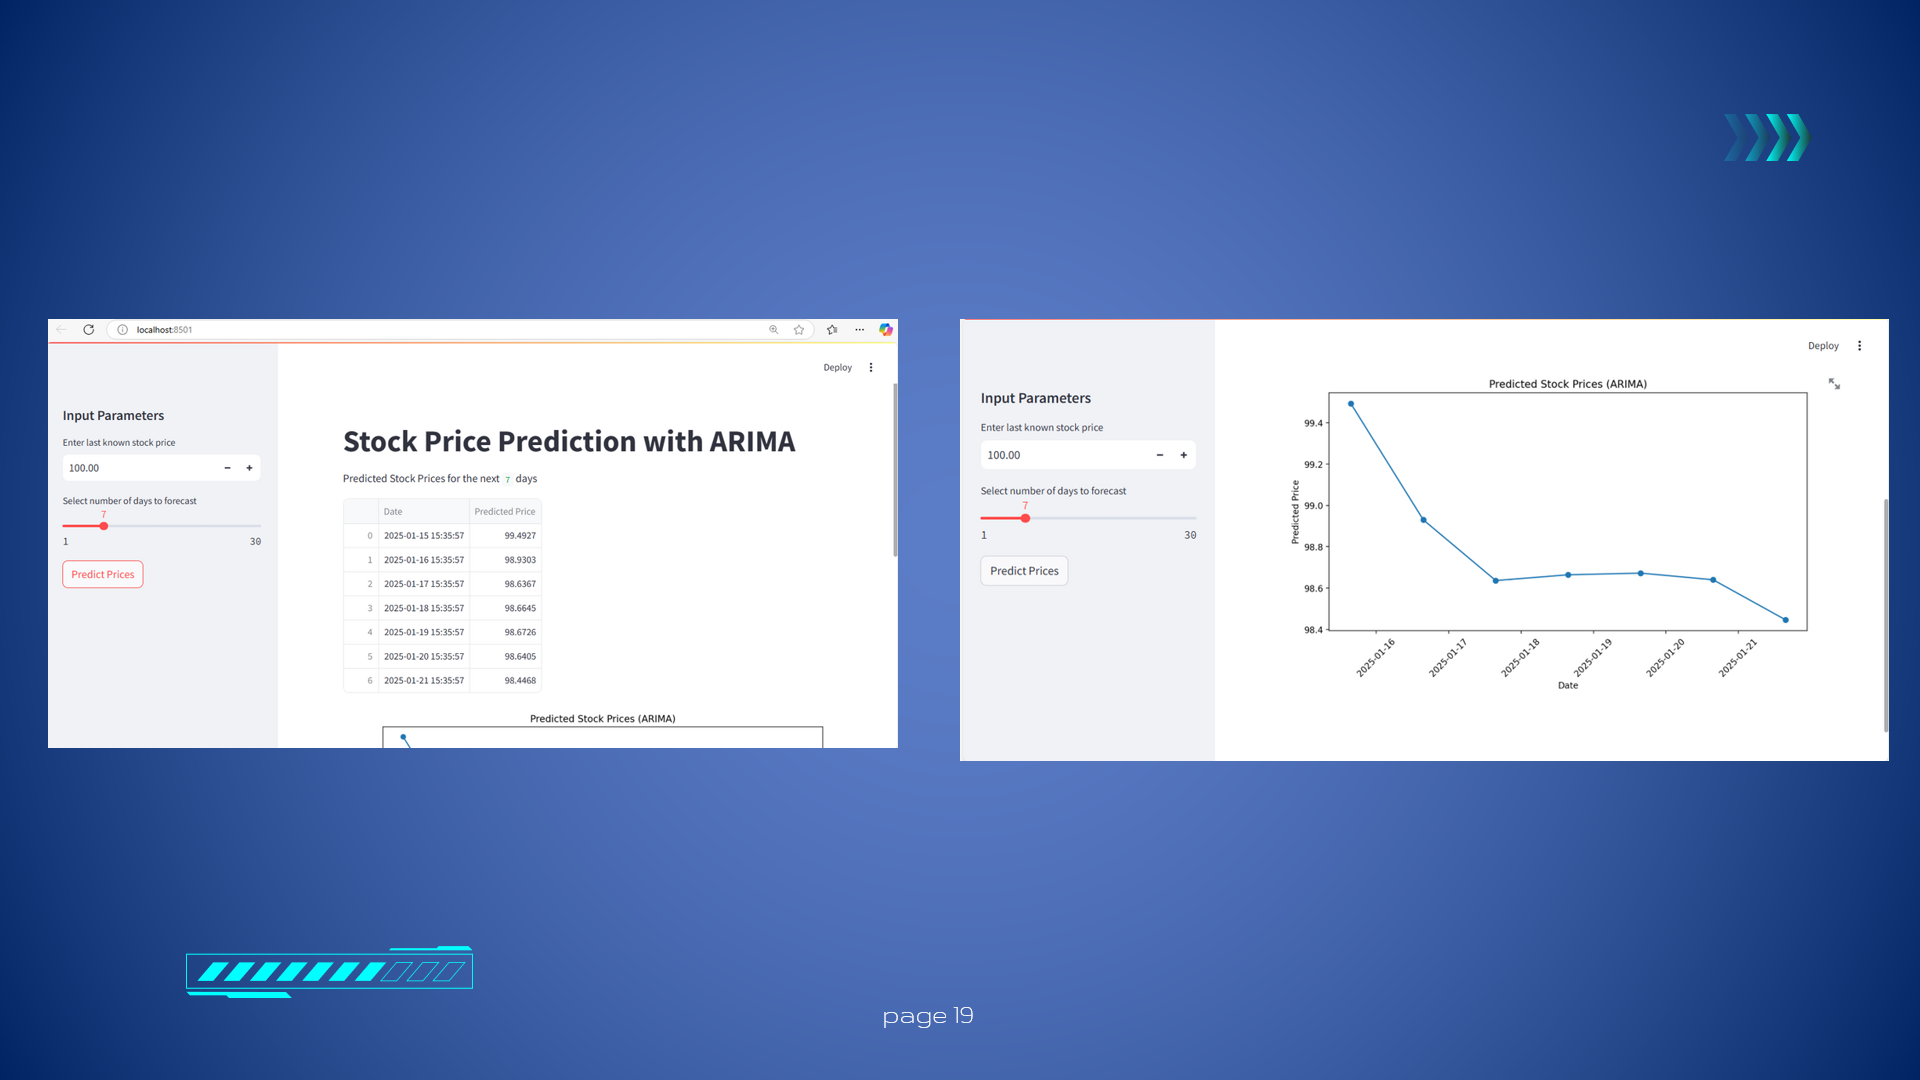 localhost:8501
Deploy
Input Parameters
Enter last known stock price
100.00
Select number of days to forecast
7
1 30
Predict Prices
Stock Price Prediction with ARIMA
Predicted Stock Prices for the next 7 days
Date Predicted Price
0 2025-01-15 15:35:57 99.4927
1 2025-01-16 15:35:57 98.9303
2 2025-01-17 15:35:57 98.6367
3 2025-01-18 15:35:57 98.6645
4 2025-01-19 15:35:57 98.6726
5 2025-01-20 15:35:57 98.6405
6 2025-01-21 15:35:57 98.4468
Predicted Stock Prices (ARIMA)
Deploy
Input Parameters
Enter last known stock price
100.00
Select number of days to forecast
7
1 30
Predict Prices
Predicted Stock Prices (ARIMA)
Predicted Price
99.4
99.2
99.0
98.8
98.6
98.4
2025-01-16
2025-01-17
2025-01-18
2025-01-19
2025-01-20
2025-01-21
Date
page 19